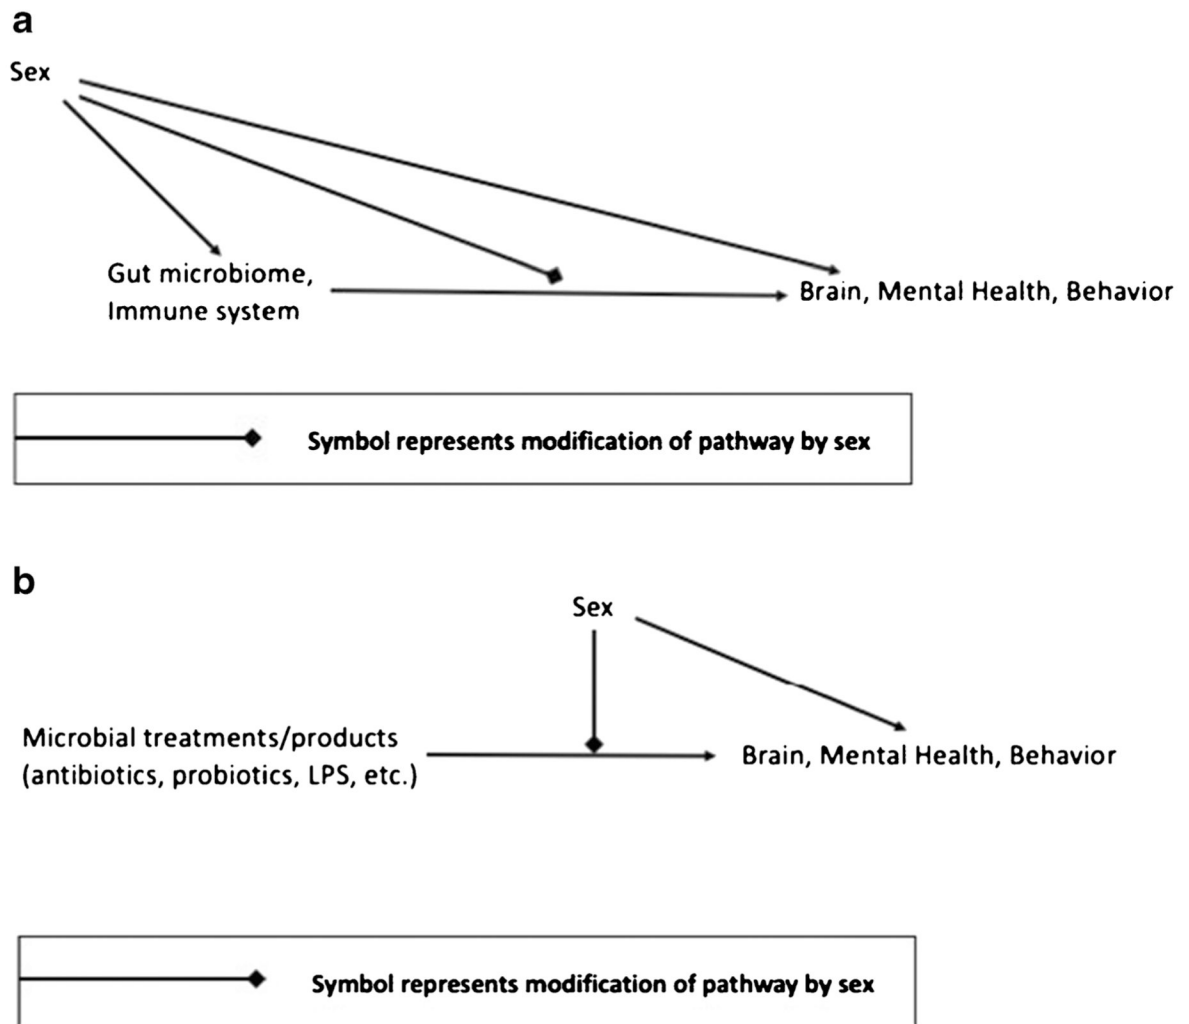 a
Sex
Gut microbiome,
Immune system
Brain, Mental Health, Behavior
Symbol represents modification of pathway by sex
b
Sex
Microbial treatments/products
(antibiotics, probiotics, LPS, etc.)
Brain, Mental Health, Behavior
Symbol represents modification of pathway by sex